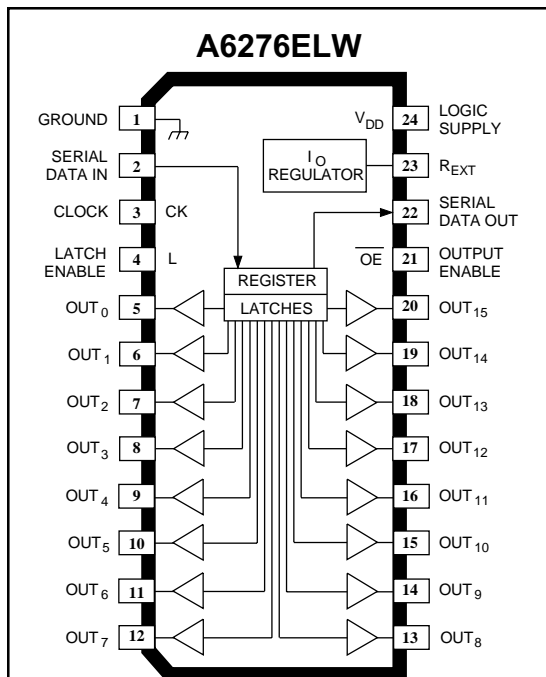 A6276ELW
GROUND 1 V_DD 24 LOGIC SUPPLY
SERIAL DATA IN 2 I_O REGULATOR 23 R_EXT
CLOCK 3 CK 22 SERIAL DATA OUT
LATCH ENABLE 4 L O̅E̅ 21 OUTPUT ENABLE
REGISTER
LATCHES
OUT_0 5 20 OUT_15
OUT_1 6 19 OUT_14
OUT_2 7 18 OUT_13
OUT_3 8 17 OUT_12
OUT_4 9 16 OUT_11
OUT_5 10 15 OUT_10
OUT_6 11 14 OUT_9
OUT_7 12 13 OUT_8